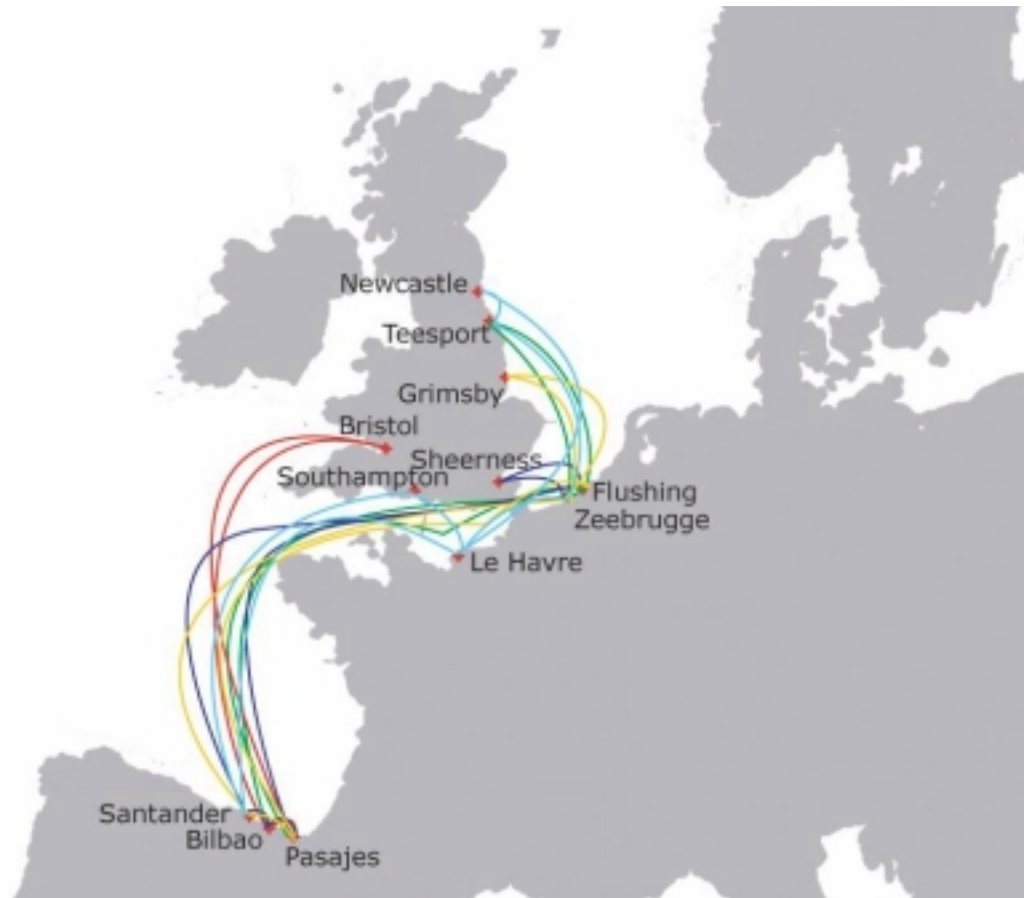 Newcastle
Teesport
Grimsby
Bristol
Sheerness
Southampton
Flushing
Zeebrugge
Le Havre
Santander
Bilbao
Pasajes